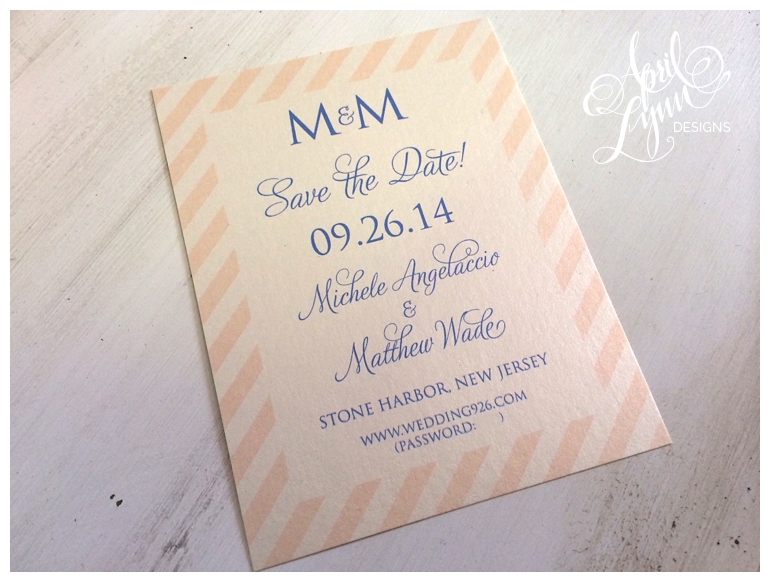 M&M
Save the Date!
09.26.14
Michele Angelaccio
&
Matthew Wade
STONE HARBOR, NEW JERSEY
WWW.WEDDING926.COM
(PASSWORD: )
April
Lynn
DESIGNS